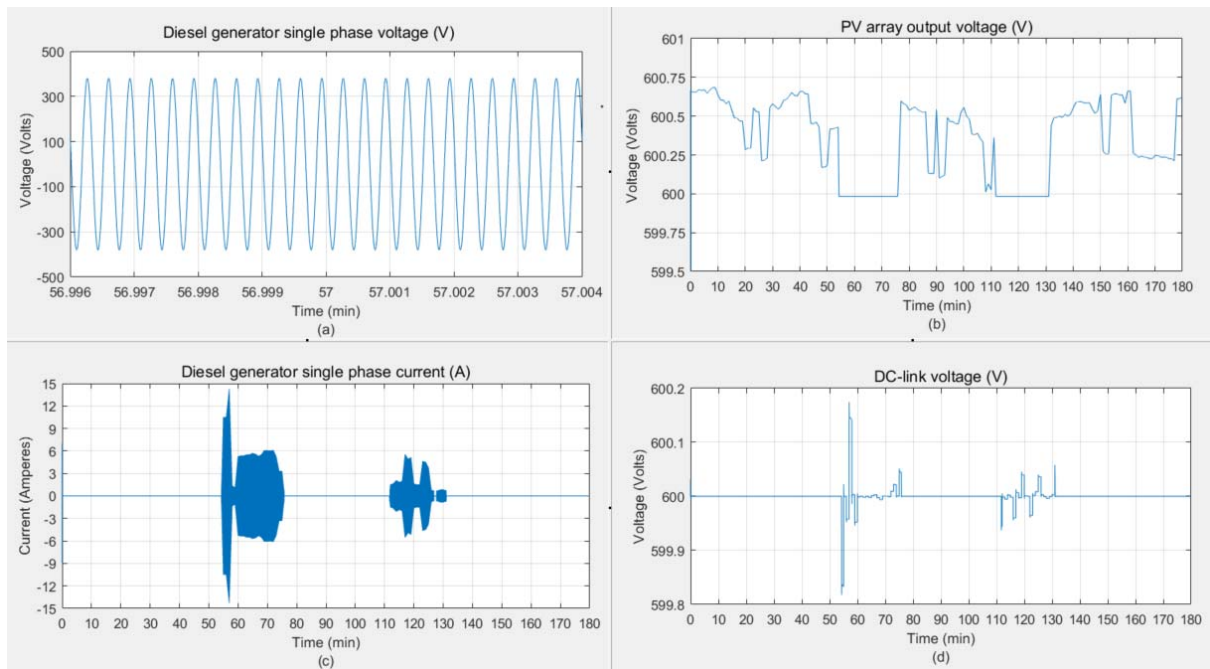 Diesel generator single phase voltage (V)
500
300
100
-100
-300
-500
Voltage (Volts)
56.996 56.997 56.998 56.999 57 57.001 57.002 57.003 57.004
Time (min)
(a)
PV array output voltage (V)
601
600.75
600.5
600.25
600
599.75
599.5
Voltage (Volts)
0 10 20 30 40 50 60 70 80 90 100 110 120 130 140 150 160 170 180
Time (min)
(b)
Diesel generator single phase current (A)
15
12
9
6
3
0
-3
-6
-9
-12
-15
Current (Amperes)
0 10 20 30 40 50 60 70 80 90 100 110 120 130 140 150 160 170 180
Time (min)
(c)
DC-link voltage (V)
600.2
600.1
600
599.9
599.8
Voltage (Volts)
0 10 20 30 40 50 60 70 80 90 100 110 120 130 140 150 160 170 180
Time (min)
(d)